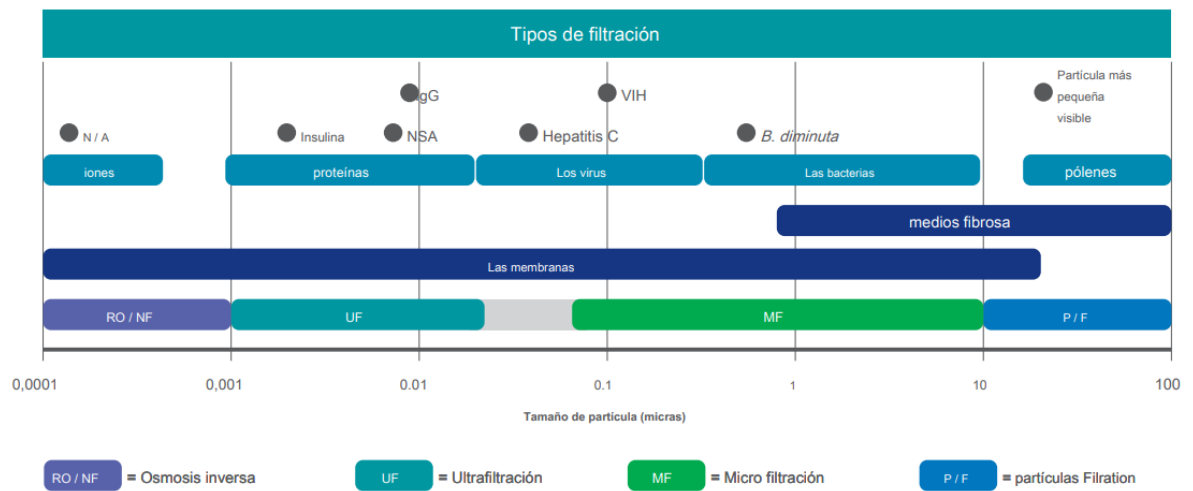 Tipos de filtración
gG
VIH
Partícula más
pequeña
visible
N / A
Insulina
NSA
Hepatitis C
B. diminuta
iones
proteínas
Los virus
Las bacterias
pólenes
medios fibrosa
Las membranas
RO / NF
UF
MF
P / F
0,0001
0,001
0.01
0.1
1
10
100
Tamaño de partícula (micras)
RO / NF = Osmosis inversa
UF = Ultrafiltración
MF = Micro filtración
P / F = partículas Filration